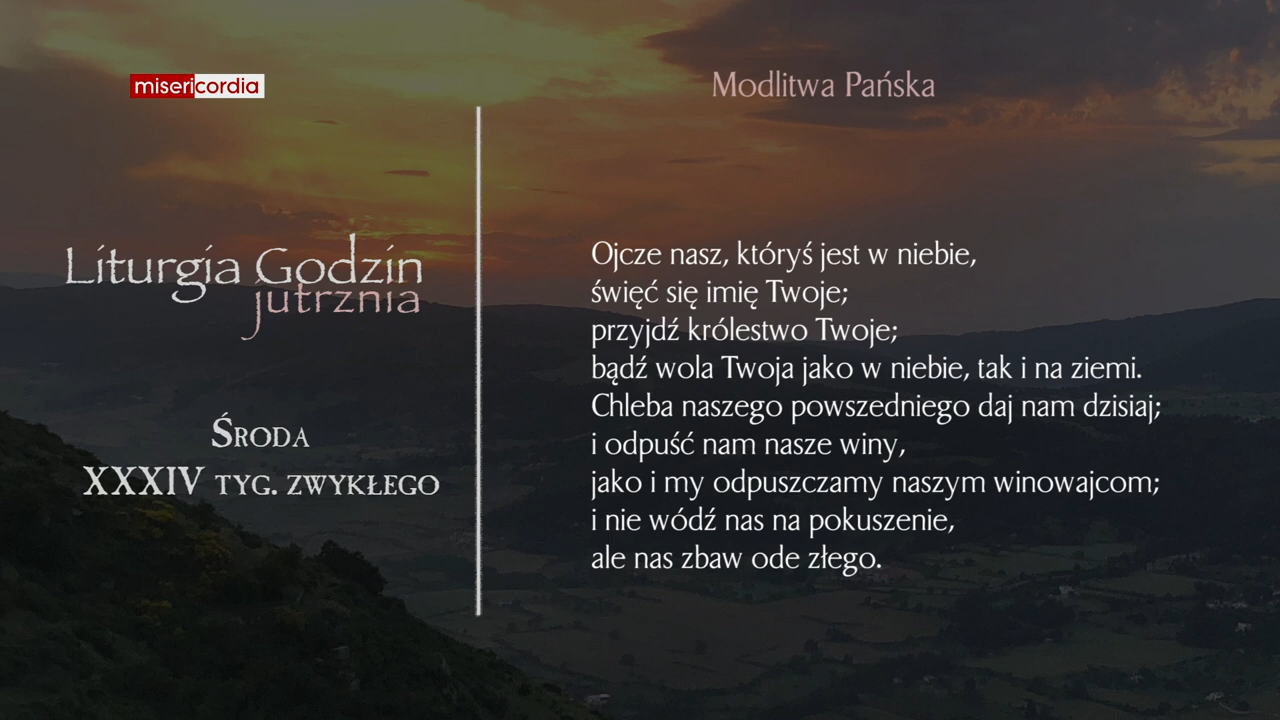 misericordia
Liturgia Godzin
jutrznia
Środa
XXXIV tyg. zwykłego
Modlitwa Pańska
Ojcze nasz, któryś jest w niebie,
święć się imię Twoje;
przyjdź królestwo Twoje;
bądź wola Twoja jako w niebie, tak i na ziemi.
Chleba naszego powszedniego daj nam dzisiaj;
i odpuść nam nasze winy,
jako i my odpuszczamy naszym winowajcom;
i nie wódź nas na pokuszenie,
ale nas zbaw ode złego.